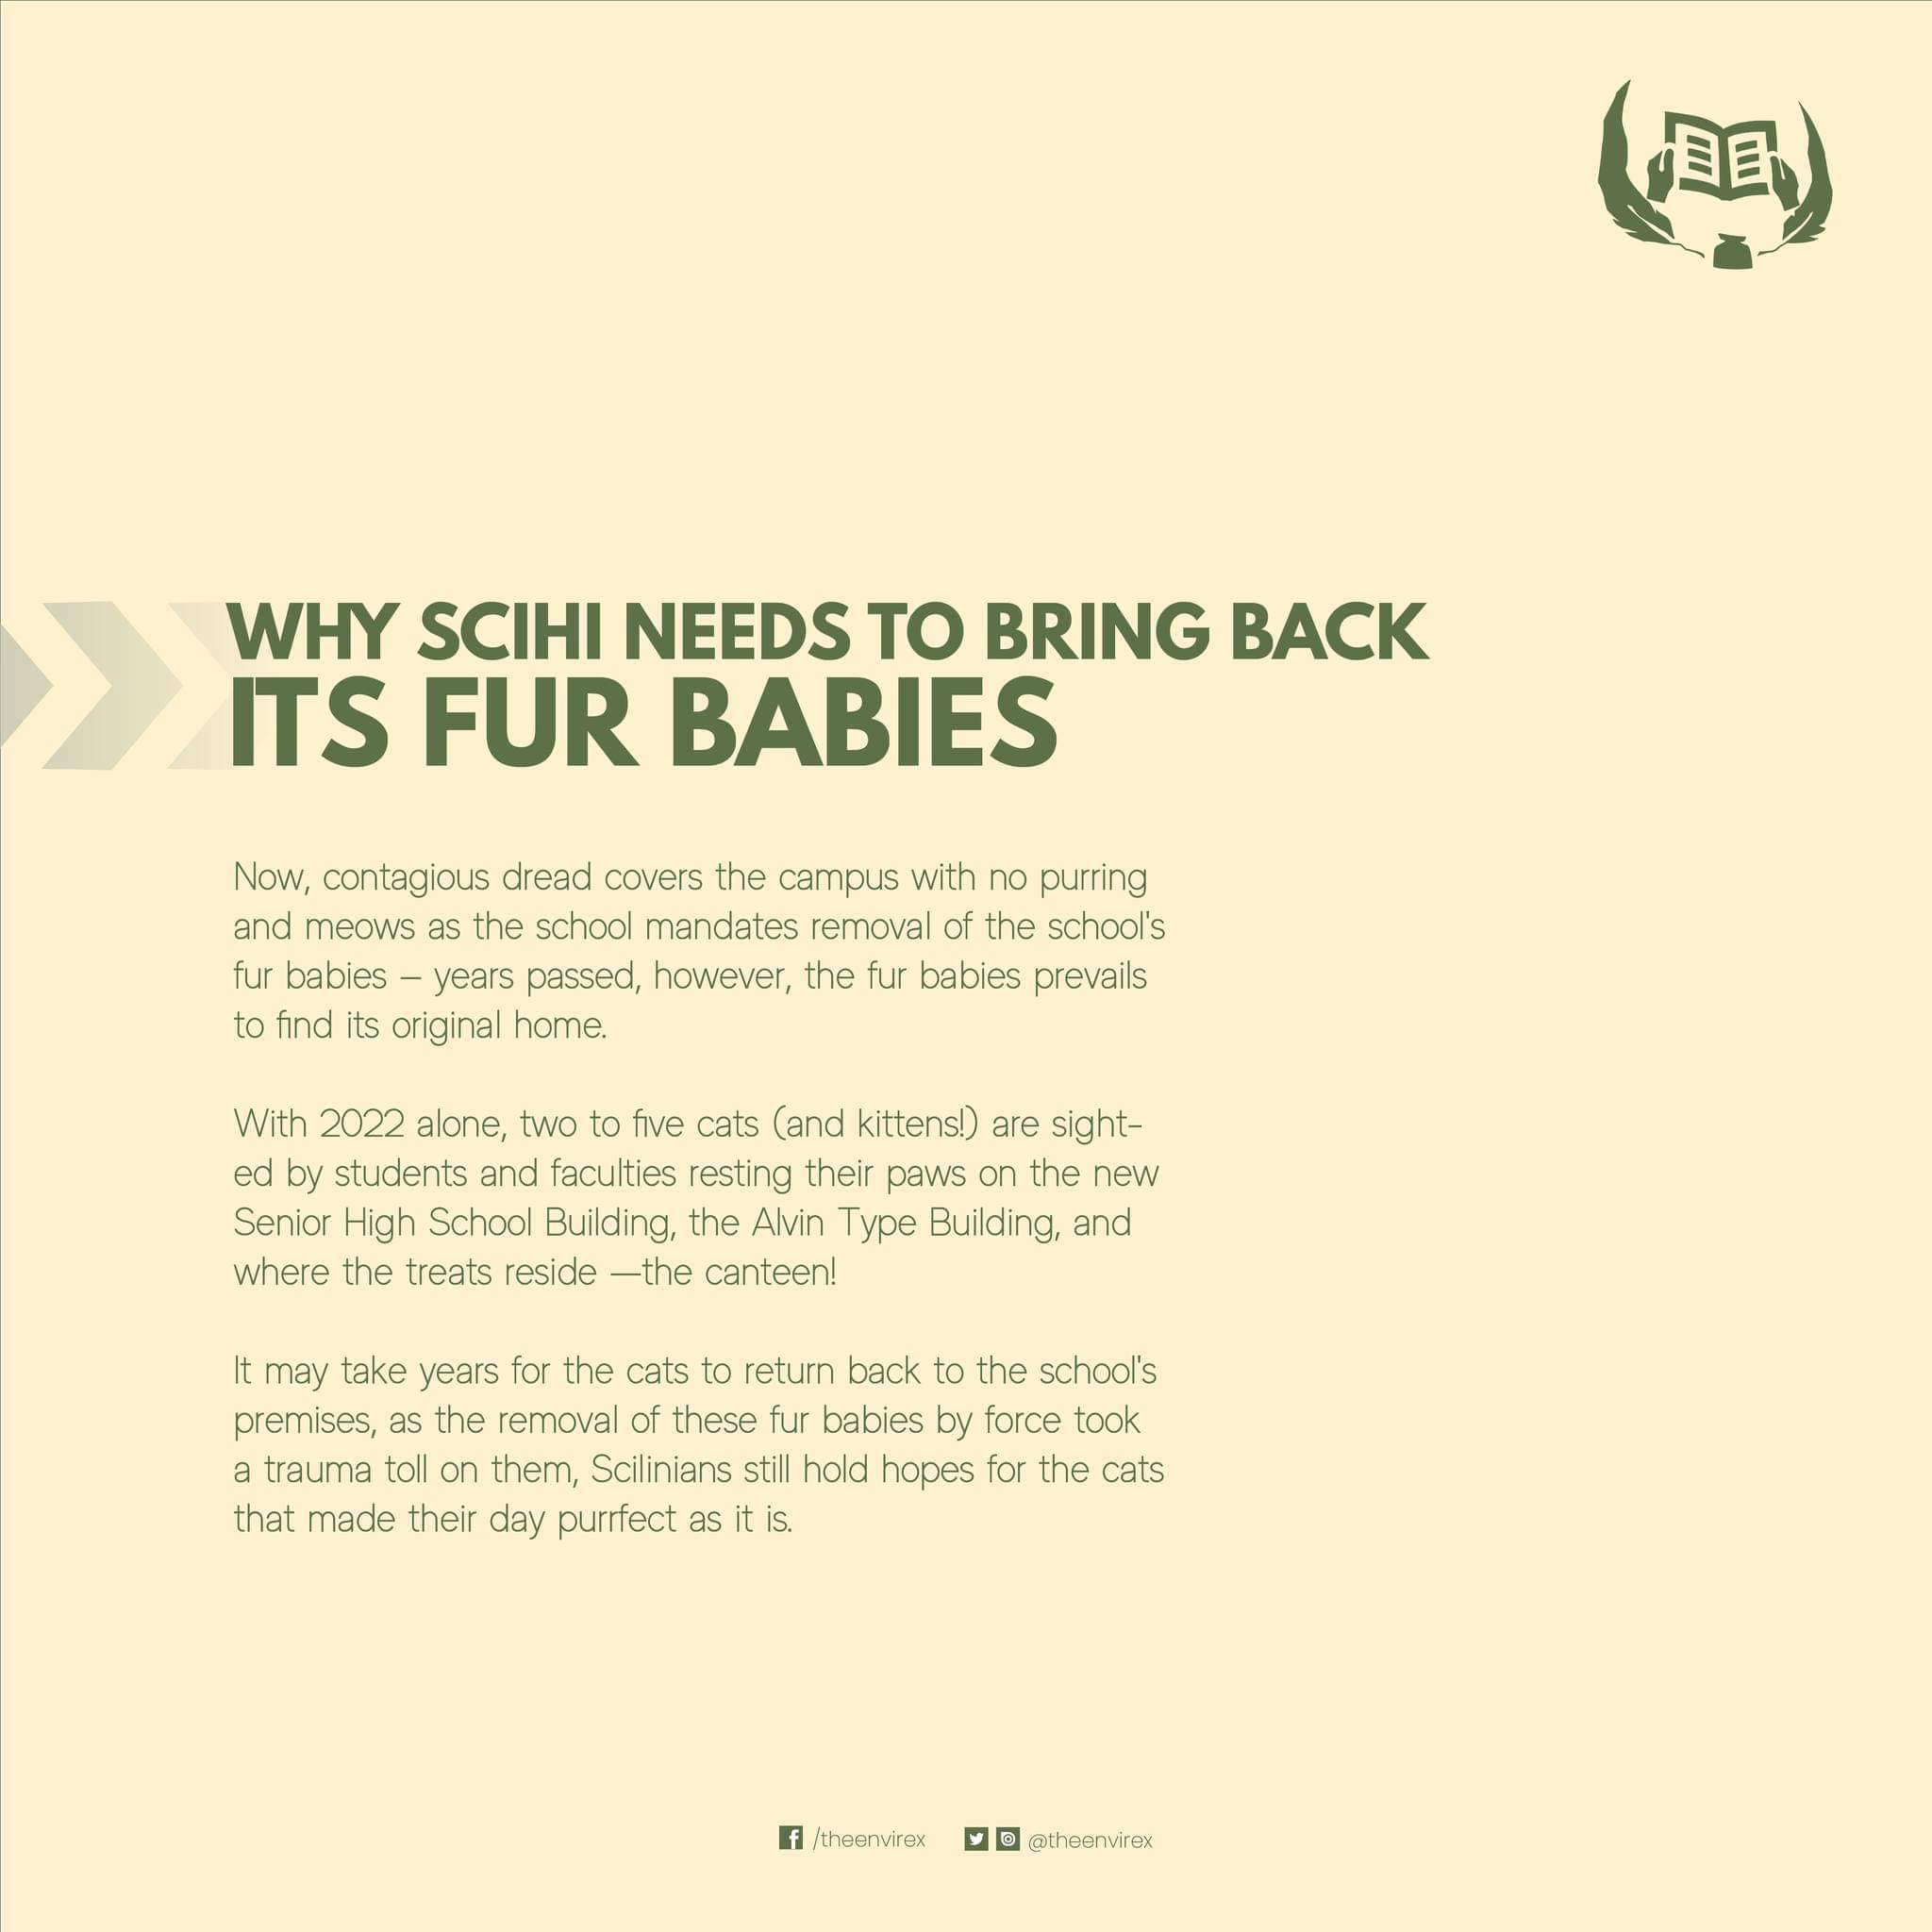 WHY SCIHI NEEDS TO BRING BACK
ITS FUR BABIES
Now, contagious dread covers the campus with no purring
and meows as the school mandates removal of the school's
fur babies – years passed, however, the fur babies prevails
to find its original home.
With 2022 alone, two to five cats (and kittens!) are sight-
ed by students and faculties resting their paws on the new
Senior High School Building, the Alvin Type Building, and
where the treats reside —the canteen!
It may take years for the cats to return back to the school's
premises, as the removal of these fur babies by force took
a trauma toll on them, Scilinians still hold hopes for the cats
that made their day purrfect as it is.
/theenvirex @theenvirex